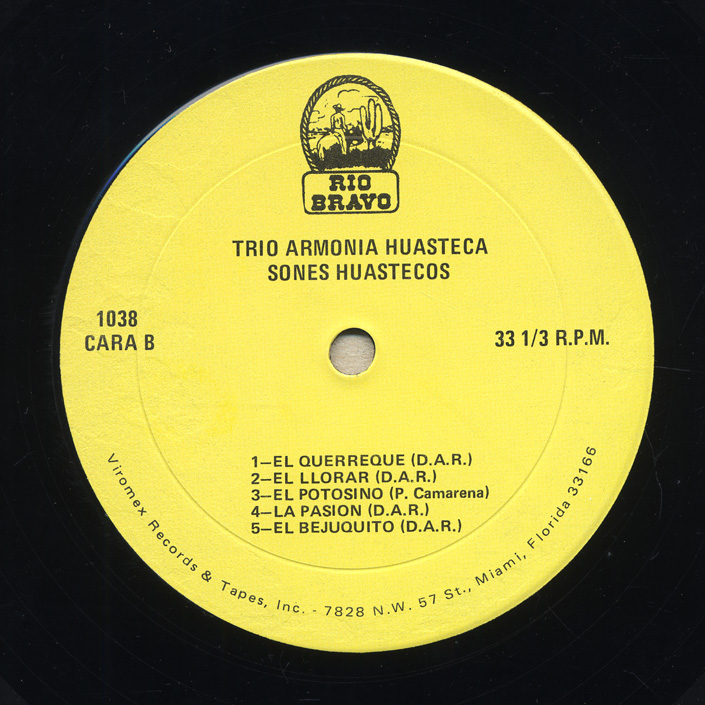 RIO
BRAVO
TRIO ARMONIA HUASTECA
SONES HUASTECOS
1038
CARA B
33 1/3 R.P.M.
1—EL QUERREQUE (D.A.R.)
2—EL LLORAR (D.A.R.)
3—EL POTOSINO (P. Camarena)
4—LA PASION (D.A.R.)
5—EL BEJUQUITO (D.A.R.)
Viromex Records & Tapes, Inc. - 7828 N.W. 57 St., Miami, Florida 33166